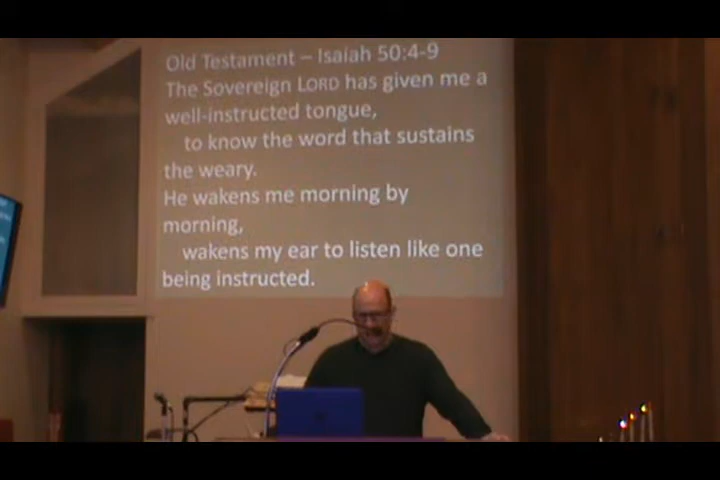 Old Testament – Isaiah 50:4-9
The Sovereign LORD has given me a
well-instructed tongue,
to know the word that sustains
the weary.
He wakens me morning by
morning,
wakens my ear to listen like one
being instructed.